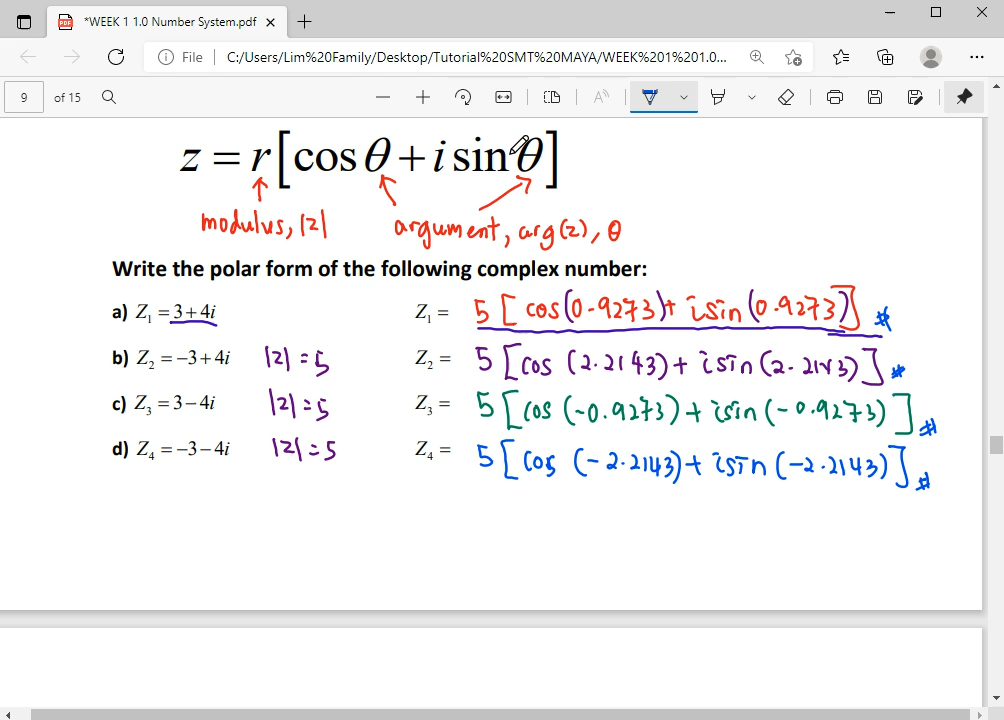 *WEEK 1 1.0 Number System.pdf
File C:/Users/Lim%20Family/Desktop/Tutorial%20SMT%20MAYA/WEEK%201%201.0...
9 of 15
z = r[cos θ + i sin θ]
modulus, |z| argument, arg(z), θ
Write the polar form of the following complex number:
a) Z₁ = 3 + 4i Z₁ = 5 [ cos(0.9273) + isin (0.9273)] #
b) Z₂ = −3 + 4i |z| = 5 Z₂ = 5 [cos (2.2143) + isin (2.2143)] #
c) Z₃ = 3 − 4i |z| = 5 Z₃ = 5 [cos (-0.9273) + isin (-0.9273)] #
d) Z₄ = −3 − 4i |z| = 5 Z₄ = 5 [cos (-2.2143) + isin (-2.2143)] #